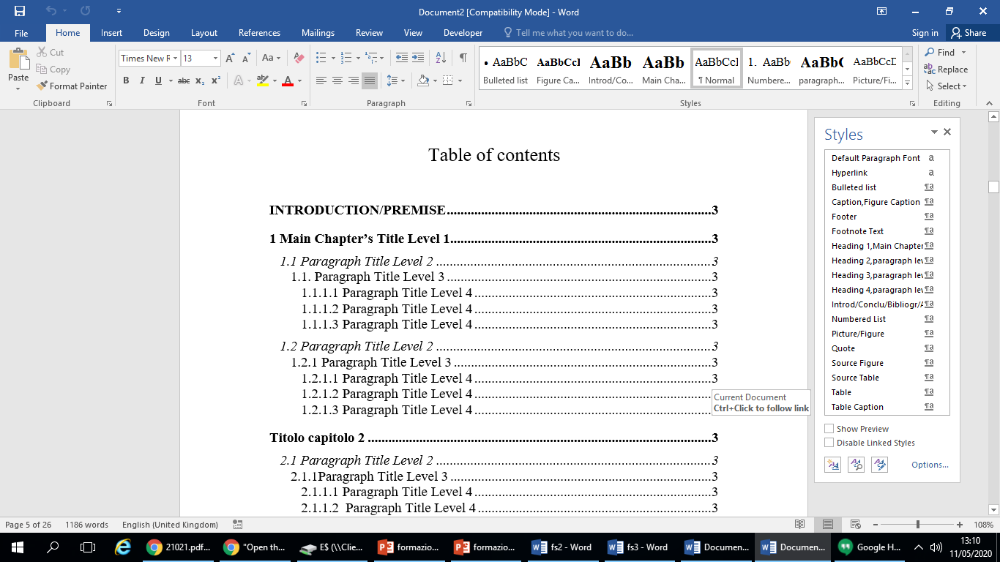 Document2 [Compatibility Mode] - Word
File Home Insert Design Layout References Mailings Review View Developer Tell me what you want to do... Sign in Share
Paste
Cut
Copy
Format Painter
Clipboard
Times New R 13
Aa
B I U abc x₂ x² A ab A
Font
Paragraph
• AaBbC AaBbCcI AaBb AaBb AaBbCcI 1. AaBb AaBbC AaBbCcD
Bulleted list Figure Ca... Introd/Co... Main Cha... ¶ Normal Numbere... paragraph... Picture/Fi...
Styles
Find
Replace
Select
Editing
Table of contents
INTRODUCTION/PREMISE 3
1 Main Chapter’s Title Level 1 3
1.1 Paragraph Title Level 2 3
1.1. Paragraph Title Level 3 3
1.1.1.1 Paragraph Title Level 4 3
1.1.1.2 Paragraph Title Level 4 3
1.1.1.3 Paragraph Title Level 4 3
1.2 Paragraph Title Level 2 3
1.2.1 Paragraph Title Level 3 3
1.2.1.1 Paragraph Title Level 4 3
1.2.1.2 Paragraph Title Level 4
1.2.1.3 Paragraph Title Level 4
Current Document
Ctrl+Click to follow link
Titolo capitolo 2 3
2.1 Paragraph Title Level 2 3
2.1.1Paragraph Title Level 3 3
2.1.1.1 Paragraph Title Level 4 3
2.1.1.2 Paragraph Title Level 4 3
Styles
Default Paragraph Font a
Hyperlink a
Bulleted list ¶a
Caption,Figure Caption ¶a
Footer ¶a
Footnote Text ¶a
Heading 1,Main Chapter ¶a
Heading 2,paragraph lev ¶a
Heading 3,paragraph lev ¶a
Heading 4,paragraph lev ¶a
Introd/Conclu/Bibliogr/A ¶a
Numbered List ¶a
Picture/Figure ¶a
Quote ¶a
Source Figure ¶a
Source Table ¶a
Table ¶a
Table Caption ¶a
Show Preview
Disable Linked Styles
Options...
Page 5 of 26 1186 words English (United Kingdom) 108%
21021.pdf... "Open th... E$ (\\Clie... formazio... formazio... fs2 - Word fs3 - Word Documen... Documen... Google H... 13:10
11/05/2020